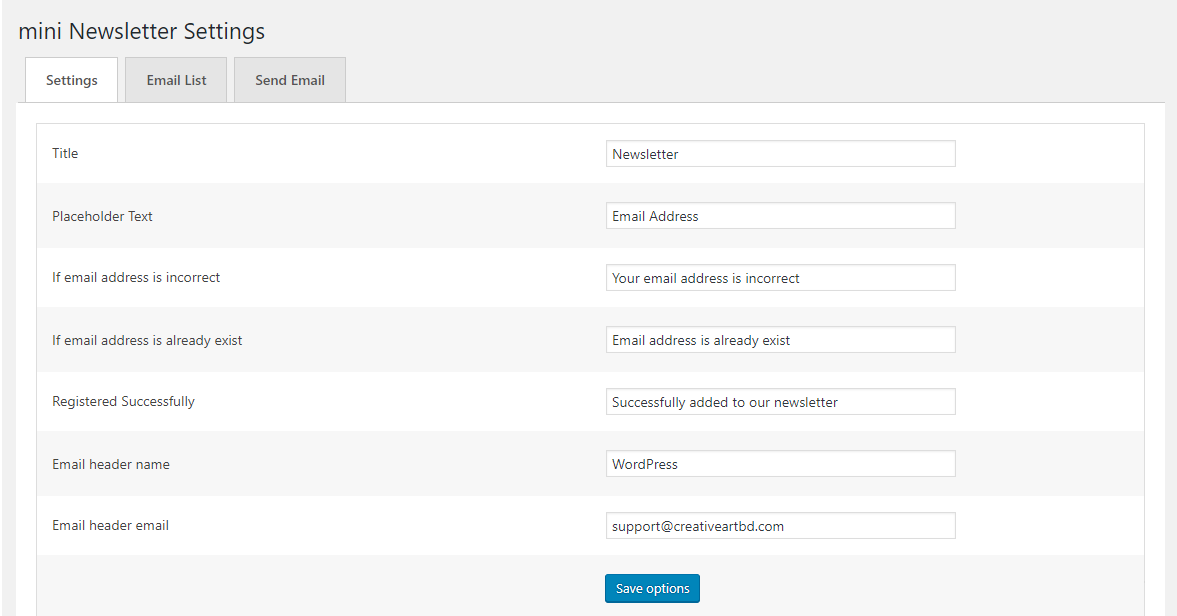 mini Newsletter Settings
Settings Email List Send Email
Title Newsletter
Placeholder Text Email Address
If email address is incorrect Your email address is incorrect
If email address is already exist Email address is already exist
Registered Successfully Successfully added to our newsletter
Email header name WordPress
Email header email support@creativeartbd.com
Save options